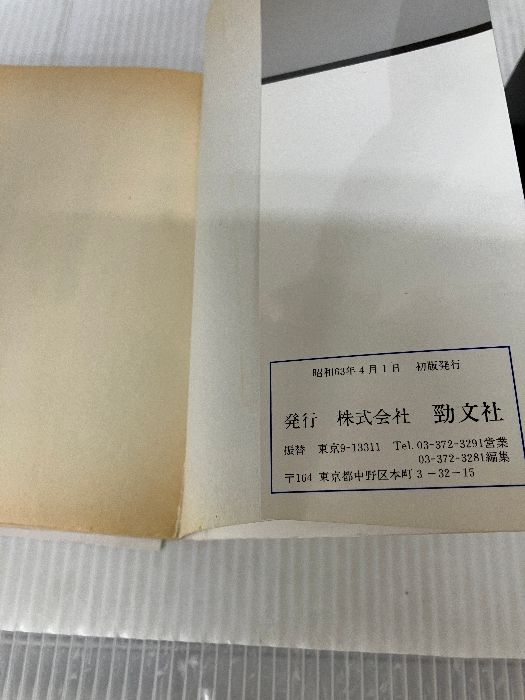 昭和63年4月1日 初版発行
発行 株式会社 勁文社
振替 東京9-13311 Tel. 03-372-3291営業
03-372-3281編集
〒164 東京都中野区本町3-32-15